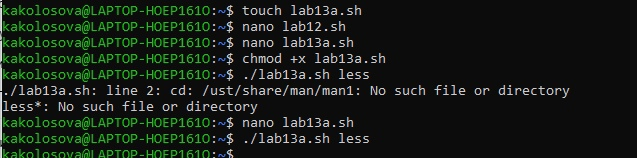 kakolosova@LAPTOP-HOEP1610:~$ touch lab13a.sh
kakolosova@LAPTOP-HOEP1610:~$ nano lab12.sh
kakolosova@LAPTOP-HOEP1610:~$ nano lab13a.sh
kakolosova@LAPTOP-HOEP1610:~$ chmod +x lab13a.sh
kakolosova@LAPTOP-HOEP1610:~$ ./lab13a.sh less
./lab13a.sh: line 2: cd: /ust/share/man/man1: No such file or directory
less*: No such file or directory
kakolosova@LAPTOP-HOEP1610:~$ nano lab13a.sh
kakolosova@LAPTOP-HOEP1610:~$ ./lab13a.sh less
kakolosova@LAPTOP-HOEP1610:~$